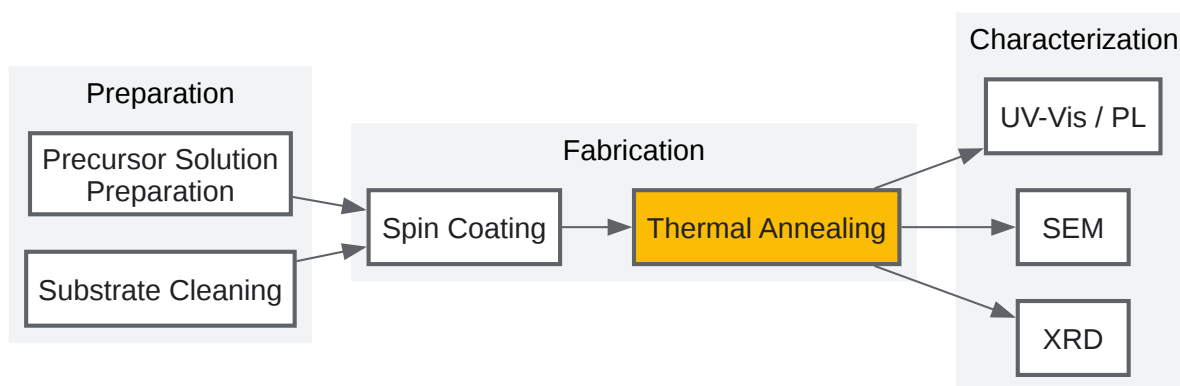 Preparation
Precursor Solution
Preparation
Substrate Cleaning
Fabrication
Spin Coating
Thermal Annealing
Characterization
UV-Vis / PL
SEM
XRD